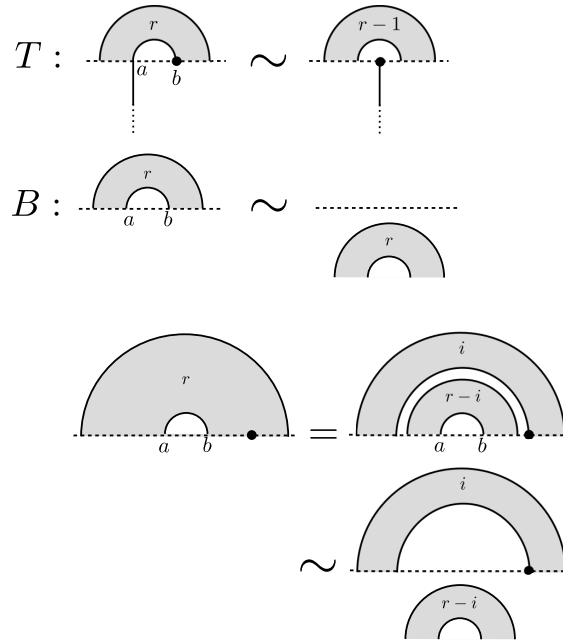 T : r a b ∼ r − 1
B : r a b ∼ r
r a b = i r − i a b
∼ i r − i